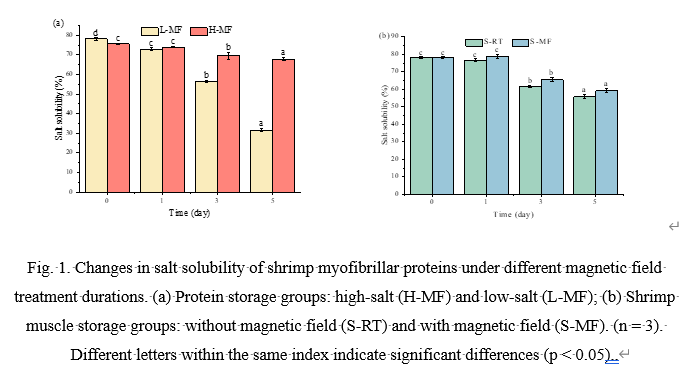 (a)
L-MF H-MF
80
70
60
50
40
30
20
10
0
Salt solubility (%)
d c c c b b a a
0 1 3 5
Time (day)
(b) 90
S-RT S-MF
80
70
60
50
40
30
20
10
0
Salt solubility (%)
c c c c b b a a
0 1 3 5
Time (day)
Fig. 1. Changes in salt solubility of shrimp myofibrillar proteins under different magnetic field
treatment durations. (a) Protein storage groups: high-salt (H-MF) and low-salt (L-MF); (b) Shrimp
muscle storage groups: without magnetic field (S-RT) and with magnetic field (S-MF). (n = 3).
Different letters within the same index indicate significant differences (p < 0.05)..